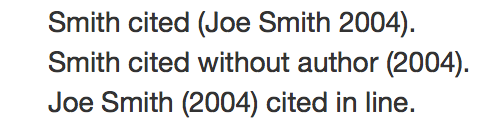 Smith cited (Joe Smith 2004).
Smith cited without author (2004).
Joe Smith (2004) cited in line.